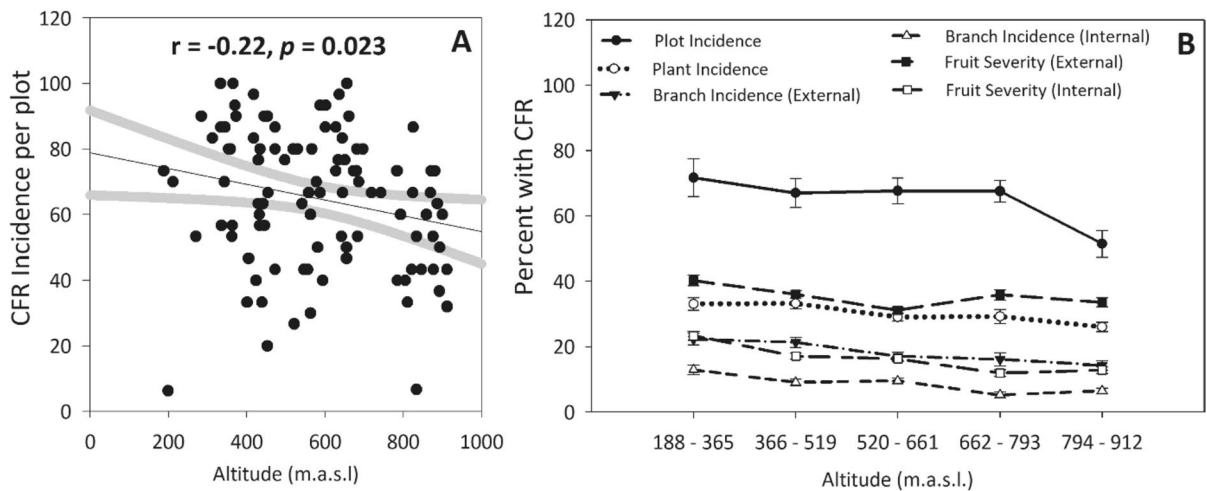 r = -0.22, p = 0.023
A
CFR Incidence per plot
120
100
80
60
40
20
0
0
200
400
600
800
1000
Altitude (m.a.s.l)
B
Plot Incidence
Plant Incidence
Branch Incidence (External)
Branch Incidence (Internal)
Fruit Severity (External)
Fruit Severity (Internal)
Percent with CFR
120
100
80
60
40
20
0
188 - 365
366 - 519
520 - 661
662 - 793
794 - 912
Altitude (m.a.s.l.)